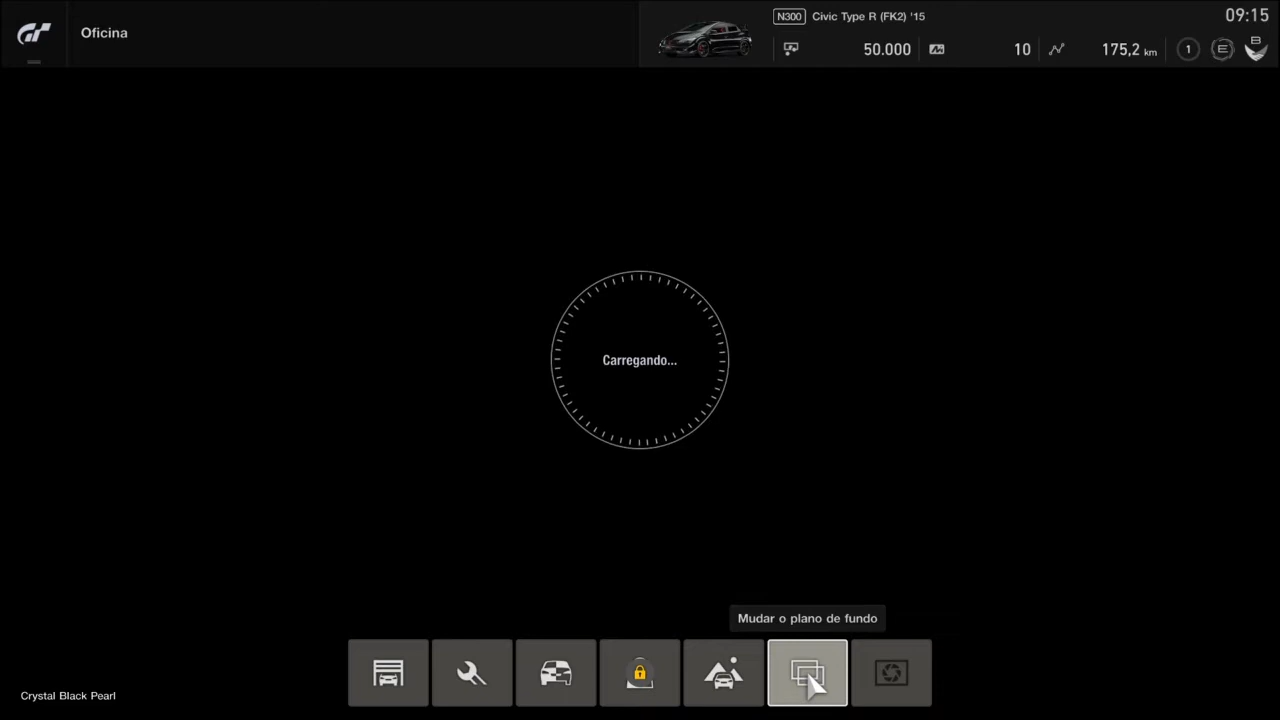 Oficina
N300 Civic Type R (FK2) '15
09:15
50.000
10
175,2 km
1
E
B
Carregando...
Mudar o plano de fundo
Crystal Black Pearl